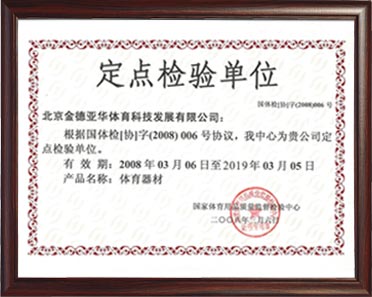 定点检验单位
国体检[协]字(2008)006 号
北京金德亚华体育科技发展有限公司：
根据国体检[协]字(2008) 006 号协议，我中心为贵公司定
点检验单位。
有 效 期：2008 年 03 月 06 日至 2019 年 03 月 05 日
产品名称：体育器材
国家体育用品质量监督检验中心
二〇〇八年三月六日